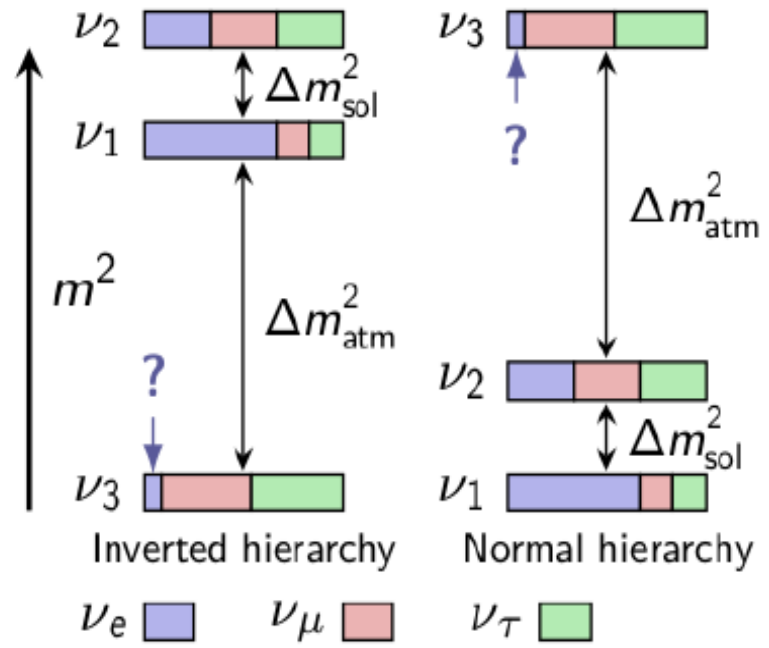 ν₂
Δm²sol
ν₁
m²
Δm²atm
?
ν₃
Inverted hierarchy
ν₃
?
Δm²atm
ν₂
Δm²sol
ν₁
Normal hierarchy
νe νμ ντ